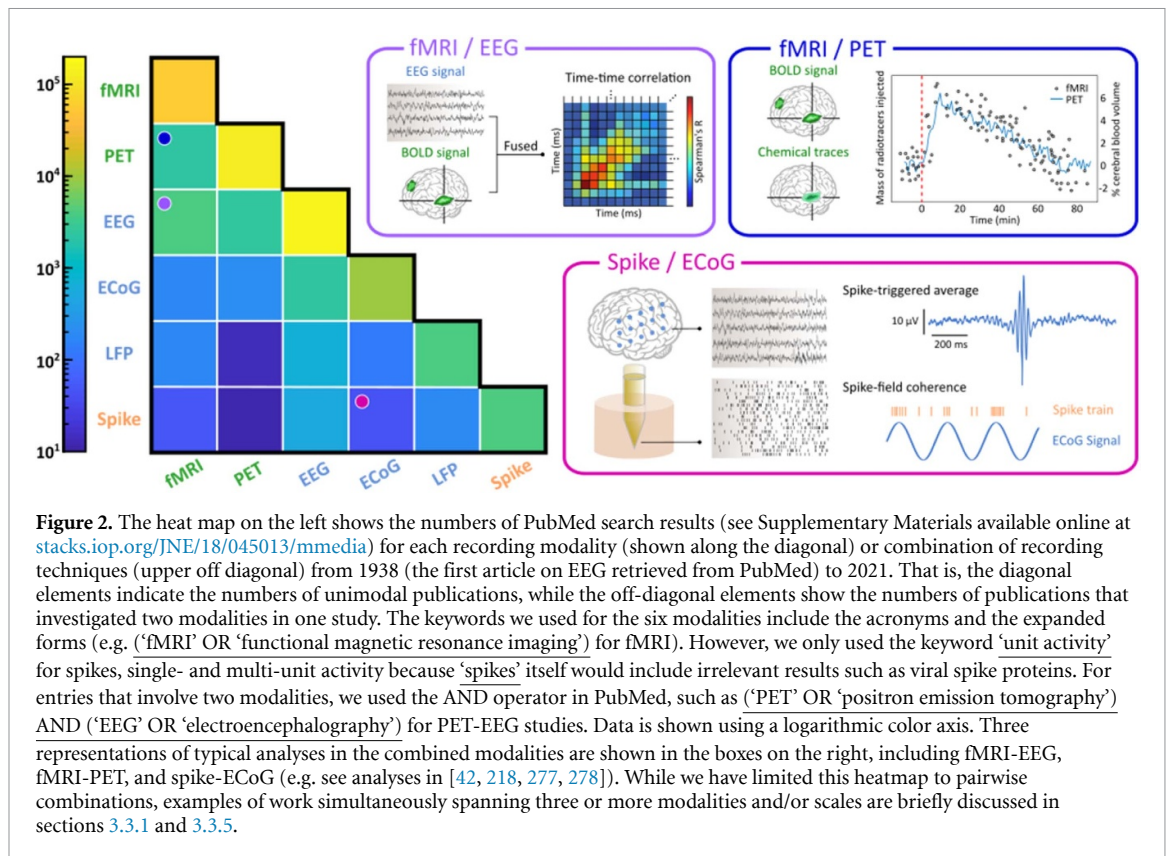 fMRI / EEG
EEG signal
BOLD signal
Fused
Time-time correlation
Time (ms)
Time (ms)
Spearman's R
fMRI / PET
BOLD signal
Chemical traces
Mass of radiotracers injected
fMRI
PET
6
4
2
0
-2
% cerebral blood volume
0 20 40 60 80
Time (min)
10⁵
10⁴
10³
10²
10¹
fMRI
PET
EEG
ECoG
LFP
Spike
fMRI PET EEG ECoG LFP Spike
Spike / ECoG
Spike-triggered average
10 μV
200 ms
Spike-field coherence
Spike train
ECoG Signal
Figure 2. The heat map on the left shows the numbers of PubMed search results (see Supplementary Materials available online at
stacks.iop.org/JNE/18/045013/mmedia) for each recording modality (shown along the diagonal) or combination of recording
techniques (upper off diagonal) from 1938 (the first article on EEG retrieved from PubMed) to 2021. That is, the diagonal
elements indicate the numbers of unimodal publications, while the off-diagonal elements show the numbers of publications that
investigated two modalities in one study. The keywords we used for the six modalities include the acronyms and the expanded
forms (e.g. ('fMRI' OR 'functional magnetic resonance imaging') for fMRI). However, we only used the keyword 'unit activity'
for spikes, single- and multi-unit activity because 'spikes' itself would include irrelevant results such as viral spike proteins. For
entries that involve two modalities, we used the AND operator in PubMed, such as ('PET' OR 'positron emission tomography')
AND ('EEG' OR 'electroencephalography') for PET-EEG studies. Data is shown using a logarithmic color axis. Three
representations of typical analyses in the combined modalities are shown in the boxes on the right, including fMRI-EEG,
fMRI-PET, and spike-ECoG (e.g. see analyses in [42, 218, 277, 278]). While we have limited this heatmap to pairwise
combinations, examples of work simultaneously spanning three or more modalities and/or scales are briefly discussed in
sections 3.3.1 and 3.3.5.